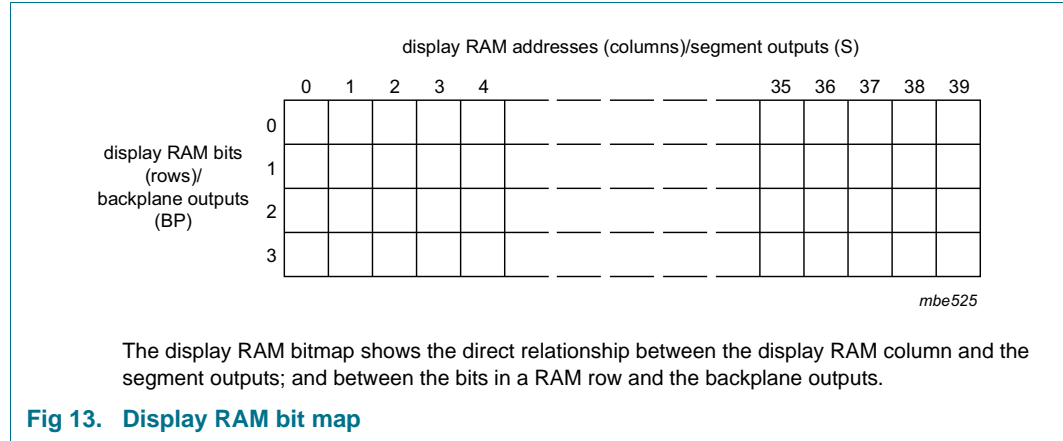 display RAM addresses (columns)/segment outputs (S)
0 1 2 3 4 35 36 37 38 39
0
display RAM bits
1
(rows)/
backplane outputs
2
(BP)
3
mbe525
The display RAM bitmap shows the direct relationship between the display RAM column and the
segment outputs; and between the bits in a RAM row and the backplane outputs.
Fig 13. Display RAM bit map